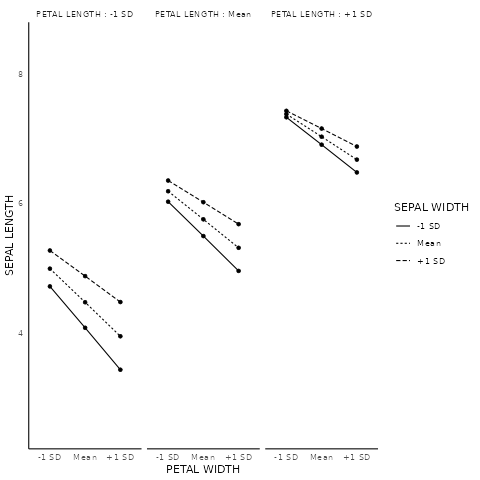 PETAL LENGTH : -1 SD
PETAL LENGTH : Mean
PETAL LENGTH : +1 SD
8
6
4
SEPAL LENGTH
SEPAL WIDTH
-1 SD
Mean
+1 SD
-1 SD Mean +1 SD
-1 SD Mean +1 SD
-1 SD Mean +1 SD
PETAL WIDTH